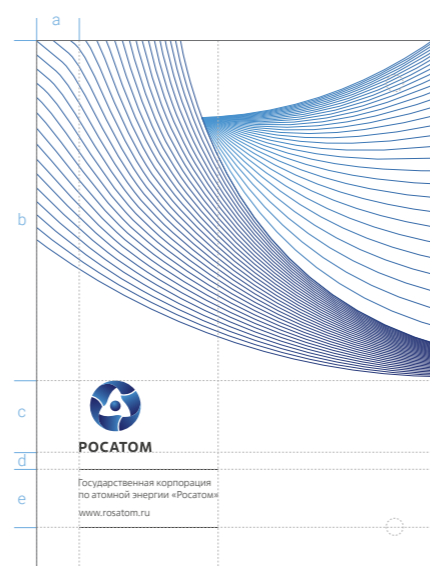 a
b
c
РОСАТОМ
d
Государственная корпорация
по атомной энергии «Росатом»
e
www.rosatom.ru